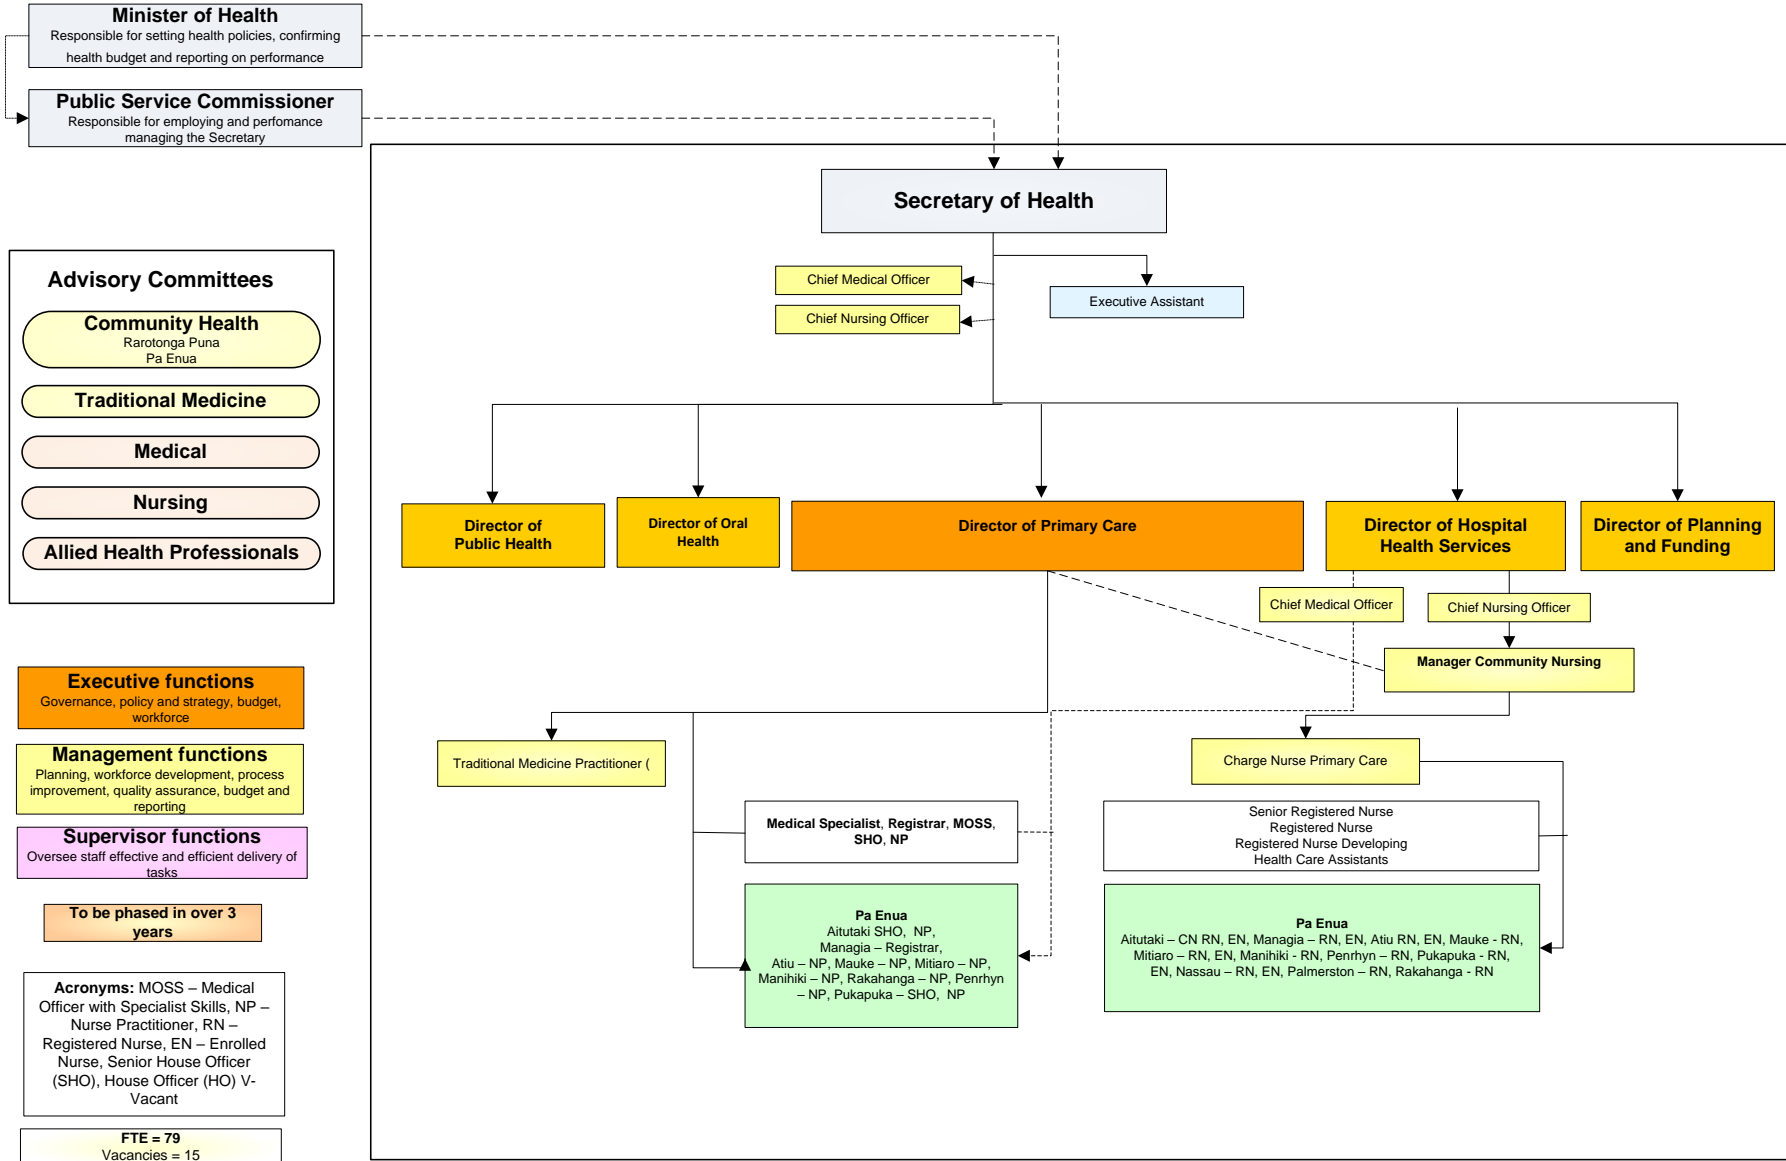 Minister of Health
Responsible for setting health policies, confirming
health budget and reporting on performance
Public Service Commissioner
Responsible for employing and perfomance
managing the Secretary
Secretary of Health
Chief Medical Officer
Chief Nursing Officer
Executive Assistant
Advisory Committees
Community Health
Rarotonga Puna
Pa Enua
Traditional Medicine
Medical
Nursing
Allied Health Professionals
Director of
Public Health
Director of Oral
Health
Director of Primary Care
Director of Hospital
Health Services
Director of Planning
and Funding
Chief Medical Officer
Chief Nursing Officer
Manager Community Nursing
Traditional Medicine Practitioner (
Charge Nurse Primary Care
Medical Specialist, Registrar, MOSS,
SHO, NP
Senior Registered Nurse
Registered Nurse
Registered Nurse Developing
Health Care Assistants
Pa Enua
Aitutaki SHO, NP,
Managia – Registrar,
Atiu – NP, Mauke – NP, Mitiaro – NP,
Manihiki – NP, Rakahanga – NP, Penrhyn
– NP, Pukapuka – SHO, NP
Pa Enua
Aitutaki – CN RN, EN, Managia – RN, EN, Atiu RN, EN, Mauke - RN,
Mitiaro – RN, EN, Manihiki - RN, Penrhyn – RN, Pukapuka - RN,
EN, Nassau – RN, EN, Palmerston – RN, Rakahanga - RN
Executive functions
Governance, policy and strategy, budget,
workforce
Management functions
Planning, workforce development, process
improvement, quality assurance, budget and
reporting
Supervisor functions
Oversee staff effective and efficient delivery of
tasks
To be phased in over 3
years
Acronyms: MOSS – Medical
Officer with Specialist Skills, NP –
Nurse Practitioner, RN –
Registered Nurse, EN – Enrolled
Nurse, Senior House Officer
(SHO), House Officer (HO) V-
Vacant
FTE = 79
Vacancies = 15